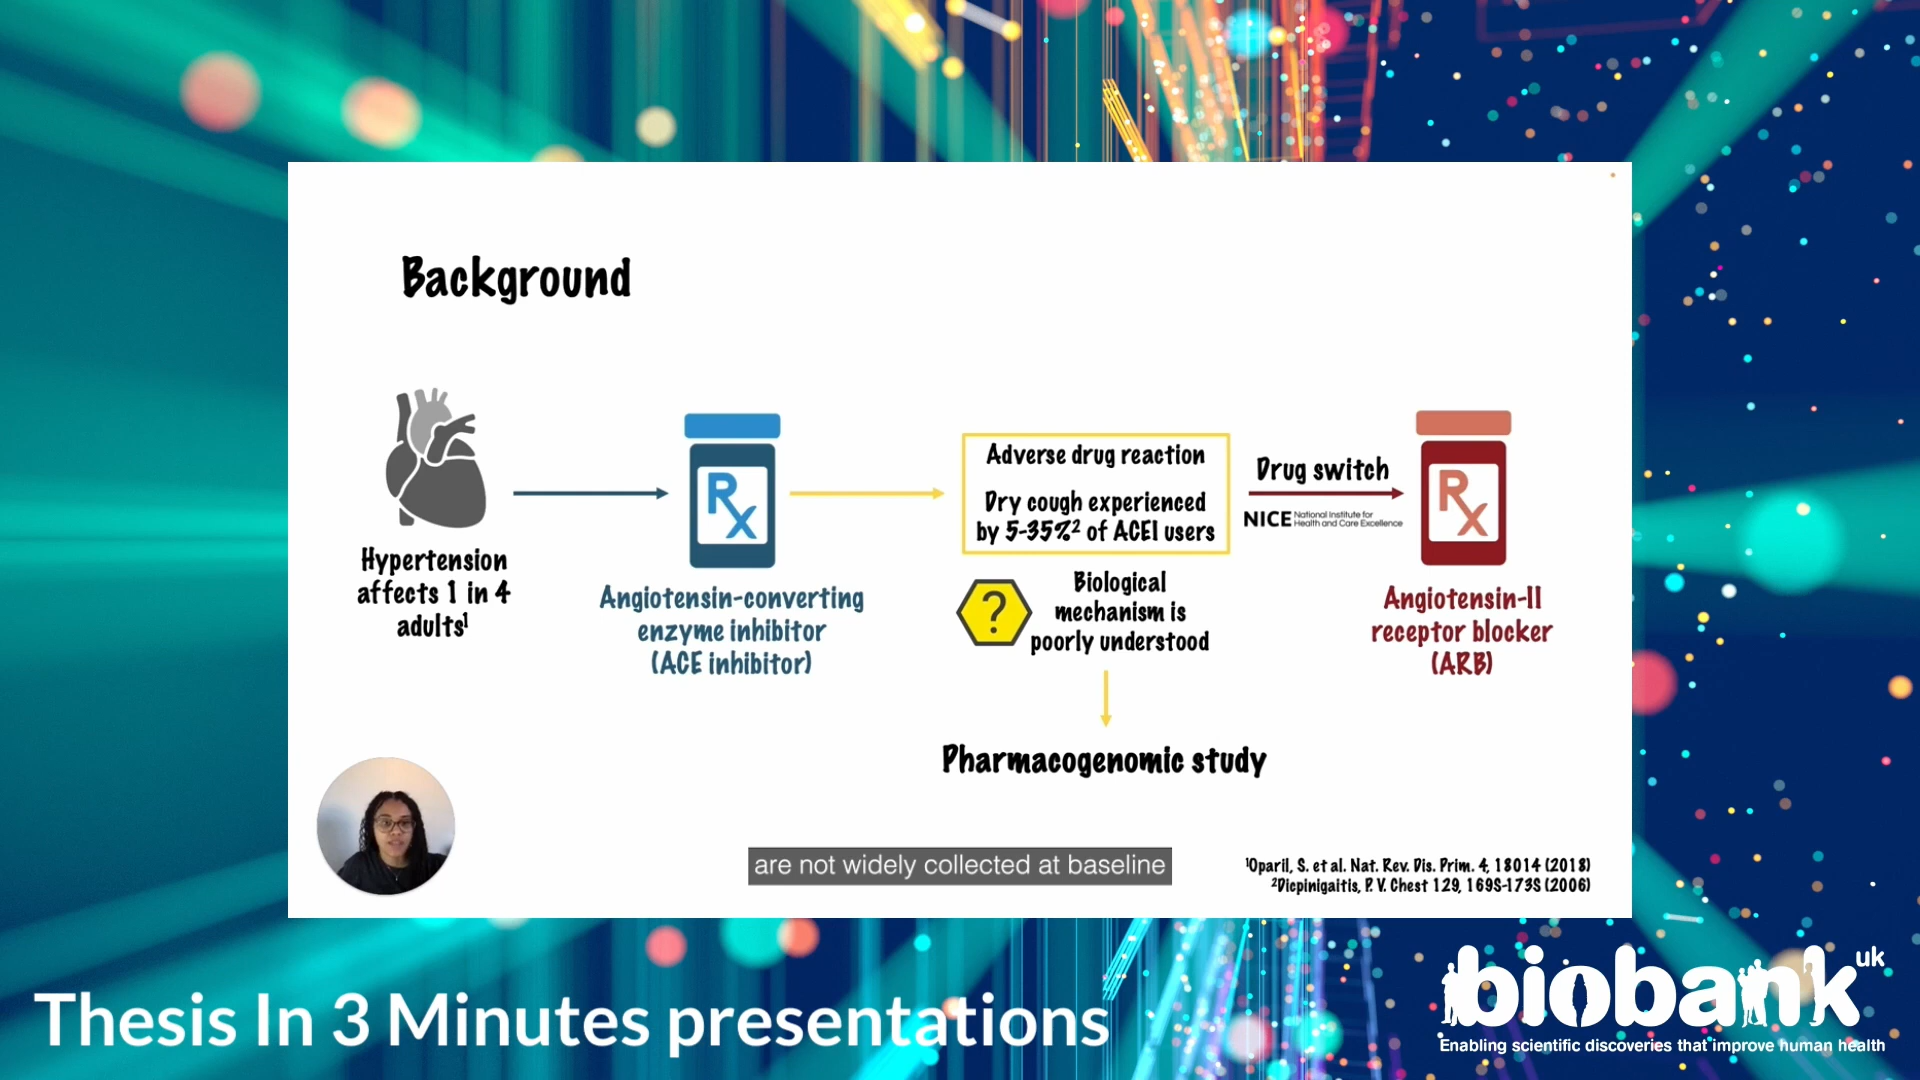 Background
Hypertension
affects 1 in 4
adults¹
Rx
Angiotensin-converting
enzyme inhibitor
(ACE inhibitor)
Adverse drug reaction
Dry cough experienced
by 5-35%² of ACEI users
?
Biological
mechanism is
poorly understood
Pharmacogenomic study
Drug switch
NICE National Institute for
Health and Care Excellence
Rx
Angiotensin-II
receptor blocker
(ARB)
are not widely collected at baseline
¹Oparil, S. et al. Nat. Rev. Dis. Prim. 4, 18014 (2018)
²Dicpinigaitis, P. V. Chest 129, 169S-173S (2006)
Thesis In 3 Minutes presentations
biobank uk
Enabling scientific discoveries that improve human health